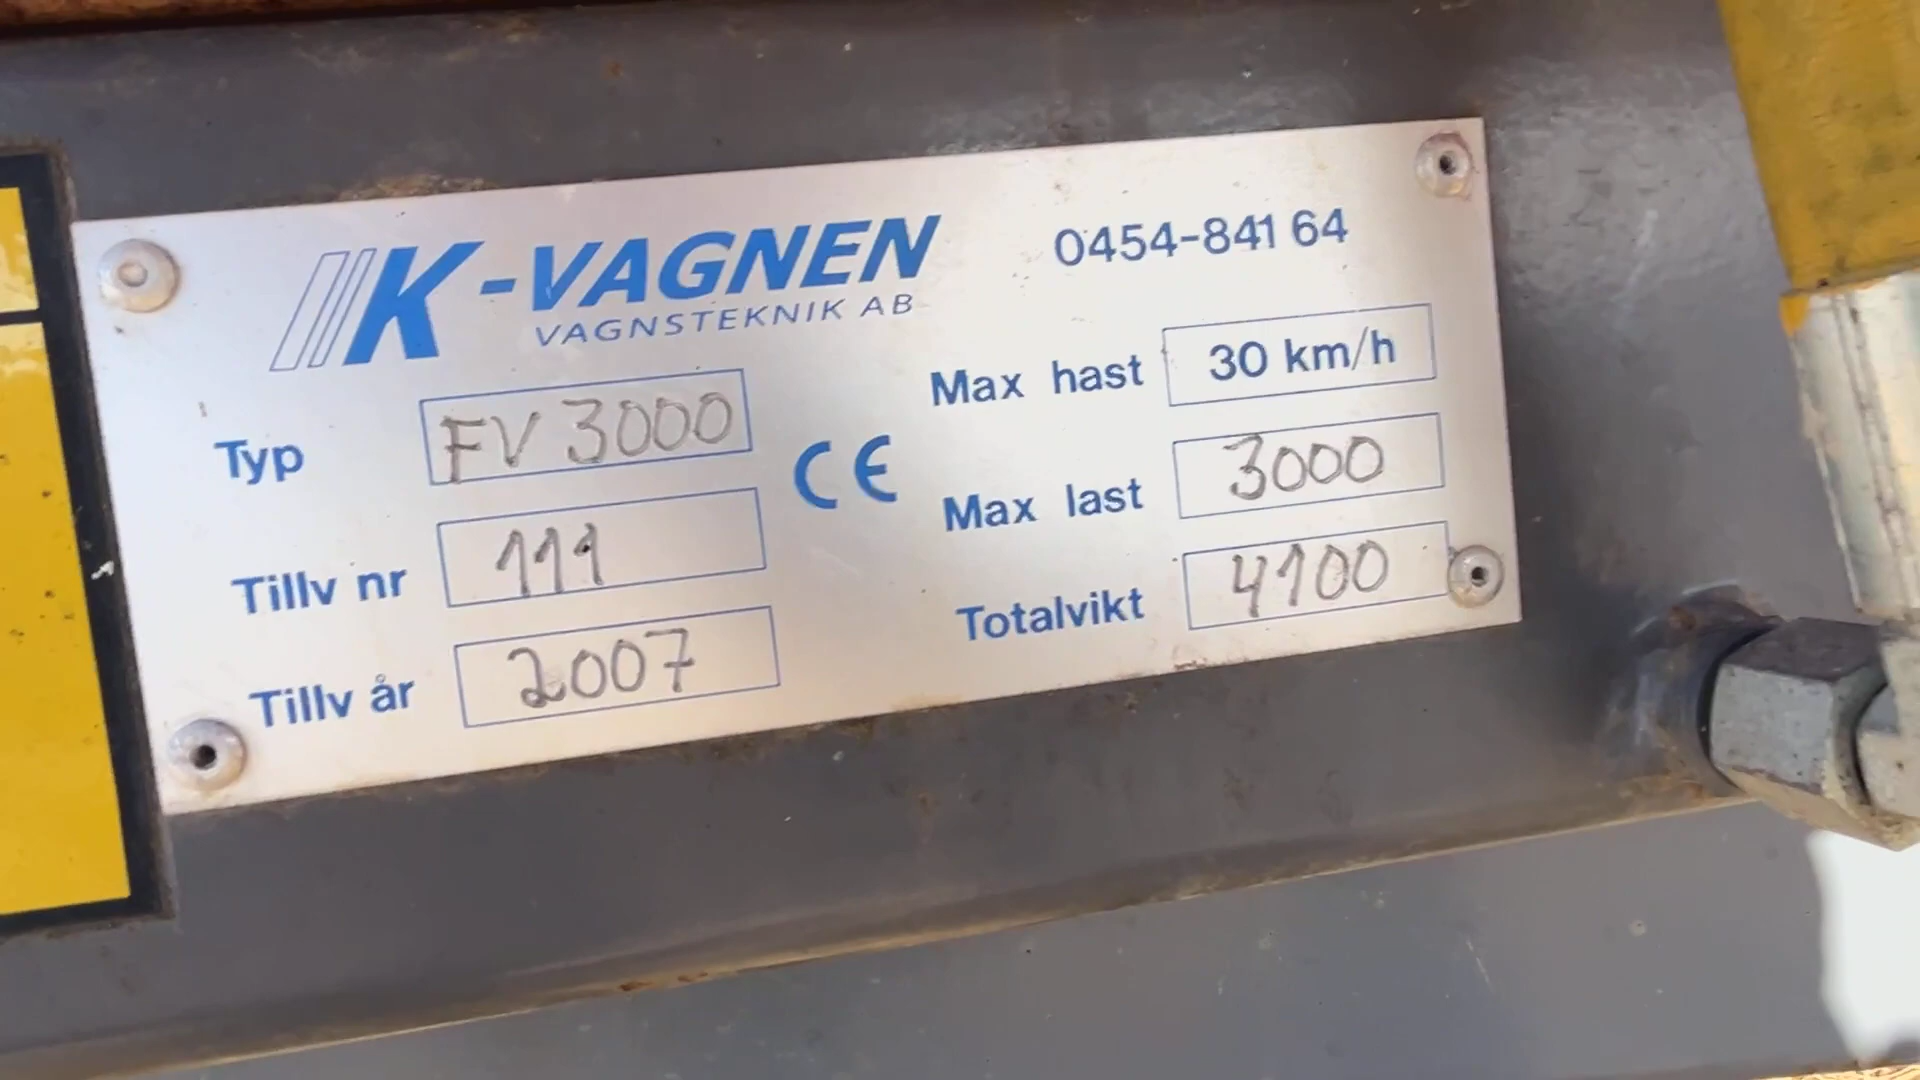 K-VAGNEN
VAGNSTEKNIK AB
0454-841 64
Typ FV 3000
Tillv nr 111
Tillv år 2007
CE
Max hast 30 km/h
Max last 3000
Totalvikt 4100